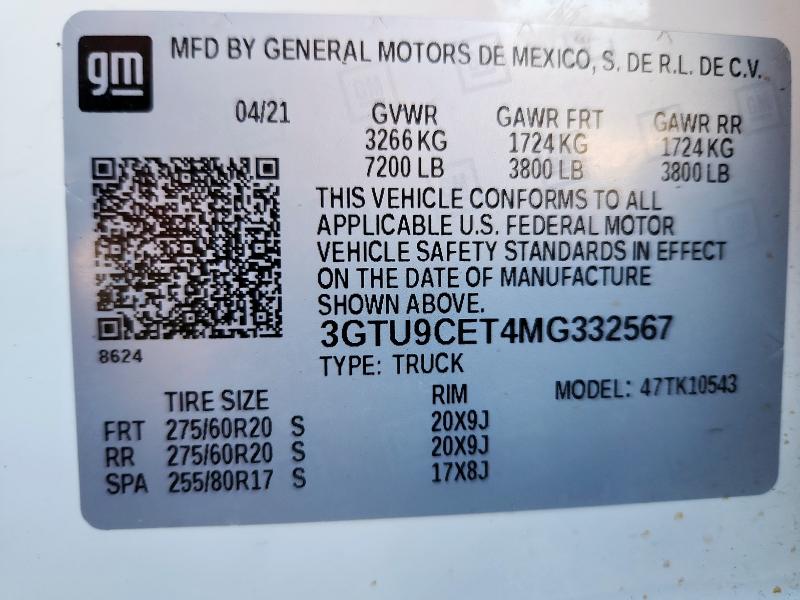 gm
MFD BY GENERAL MOTORS DE MEXICO, S. DE R.L. DE C.V.
04/21 GVWR GAWR FRT GAWR RR
3266 KG 1724 KG 1724 KG
7200 LB 3800 LB 3800 LB
THIS VEHICLE CONFORMS TO ALL
APPLICABLE U.S. FEDERAL MOTOR
VEHICLE SAFETY STANDARDS IN EFFECT
ON THE DATE OF MANUFACTURE
SHOWN ABOVE.
3GTU9CET4MG332567
8624
TYPE: TRUCK
MODEL: 47TK10543
TIRE SIZE RIM
FRT 275/60R20 S 20X9J
RR 275/60R20 S 20X9J
SPA 255/80R17 S 17X8J